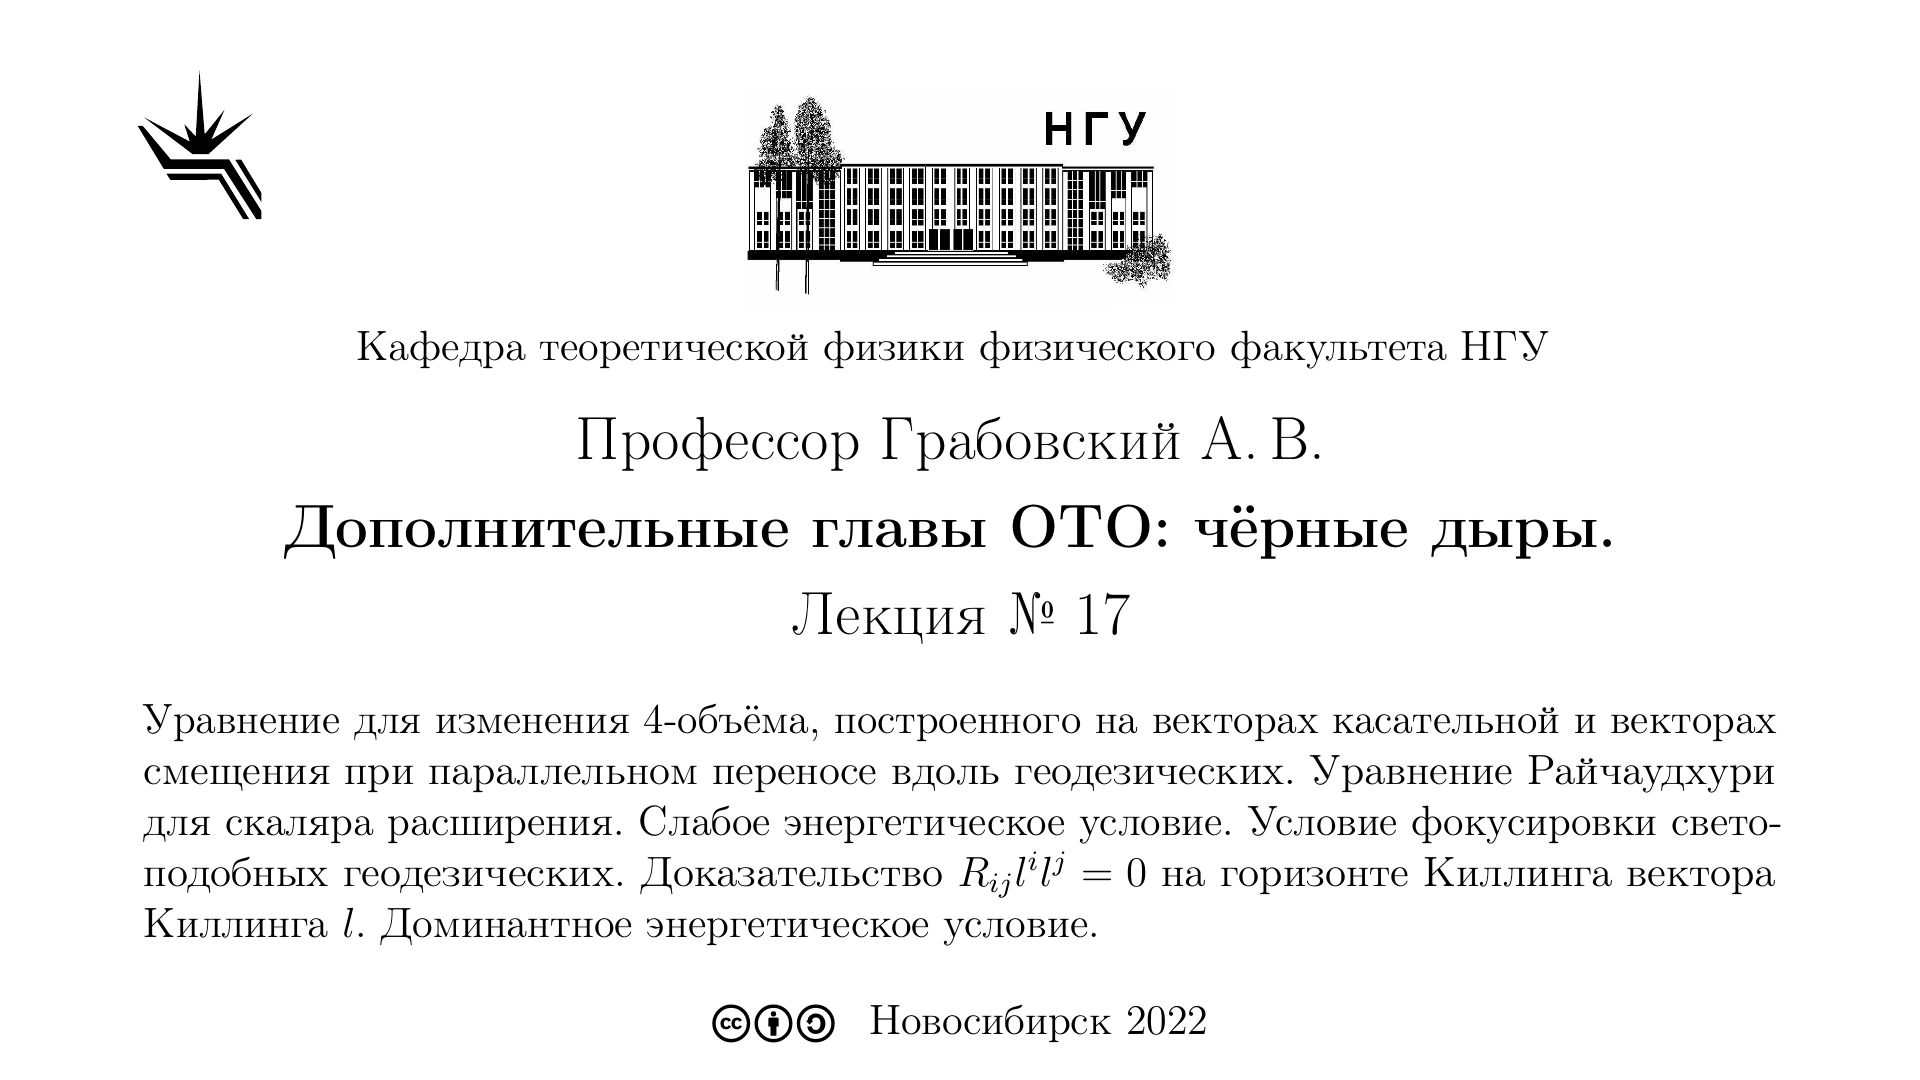 НГУ
Кафедра теоретической физики физического факультета НГУ
Профессор Грабовский А. В.
Дополнительные главы ОТО: чёрные дыры.
Лекция № 17
Уравнение для изменения 4-объёма, построенного на векторах касательной и векторах
смещения при параллельном переносе вдоль геодезических. Уравнение Райчаудхури
для скаляра расширения. Слабое энергетическое условие. Условие фокусировки свето-
подобных геодезических. Доказательство $R_{ij}l^i l^j = 0$ на горизонте Киллинга вектора
Киллинга $l$. Доминантное энергетическое условие.
cc Новосибирск 2022